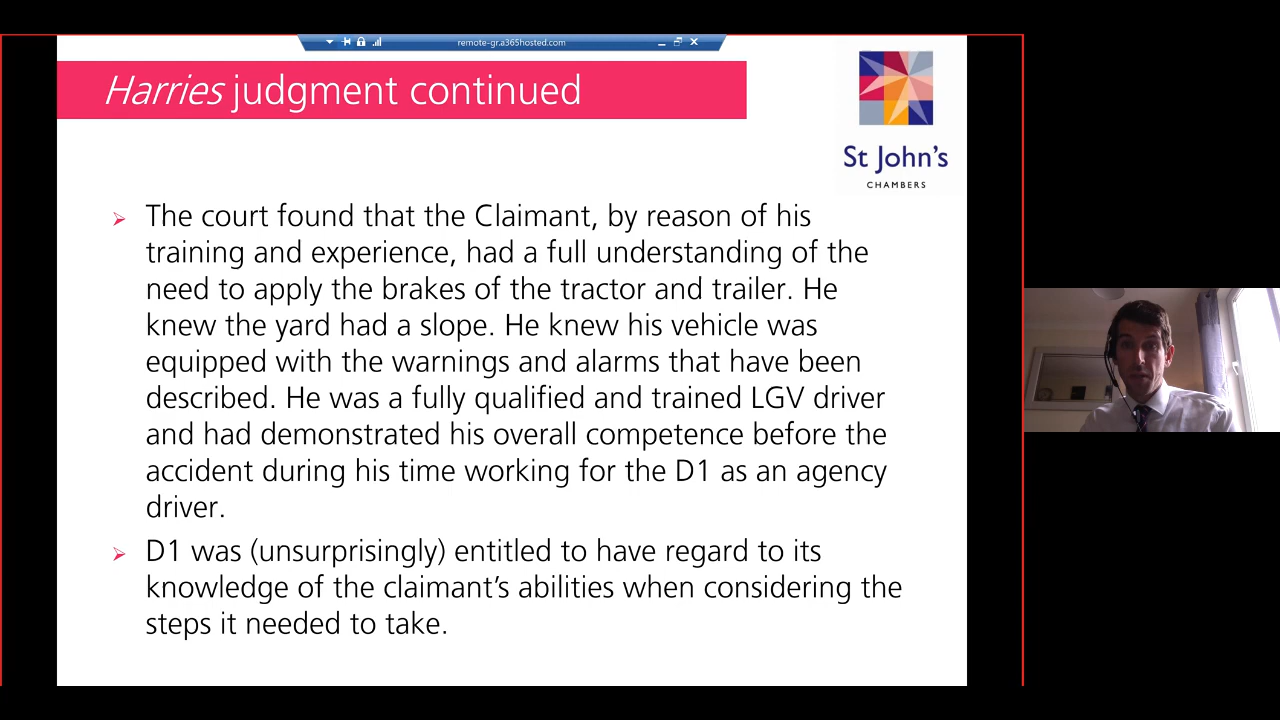 remote-gr.a365hosted.com
Harries judgment continued
St John's
CHAMBERS
The court found that the Claimant, by reason of his
training and experience, had a full understanding of the
need to apply the brakes of the tractor and trailer. He
knew the yard had a slope. He knew his vehicle was
equipped with the warnings and alarms that have been
described. He was a fully qualified and trained LGV driver
and had demonstrated his overall competence before the
accident during his time working for the D1 as an agency
driver.
D1 was (unsurprisingly) entitled to have regard to its
knowledge of the claimant's abilities when considering the
steps it needed to take.